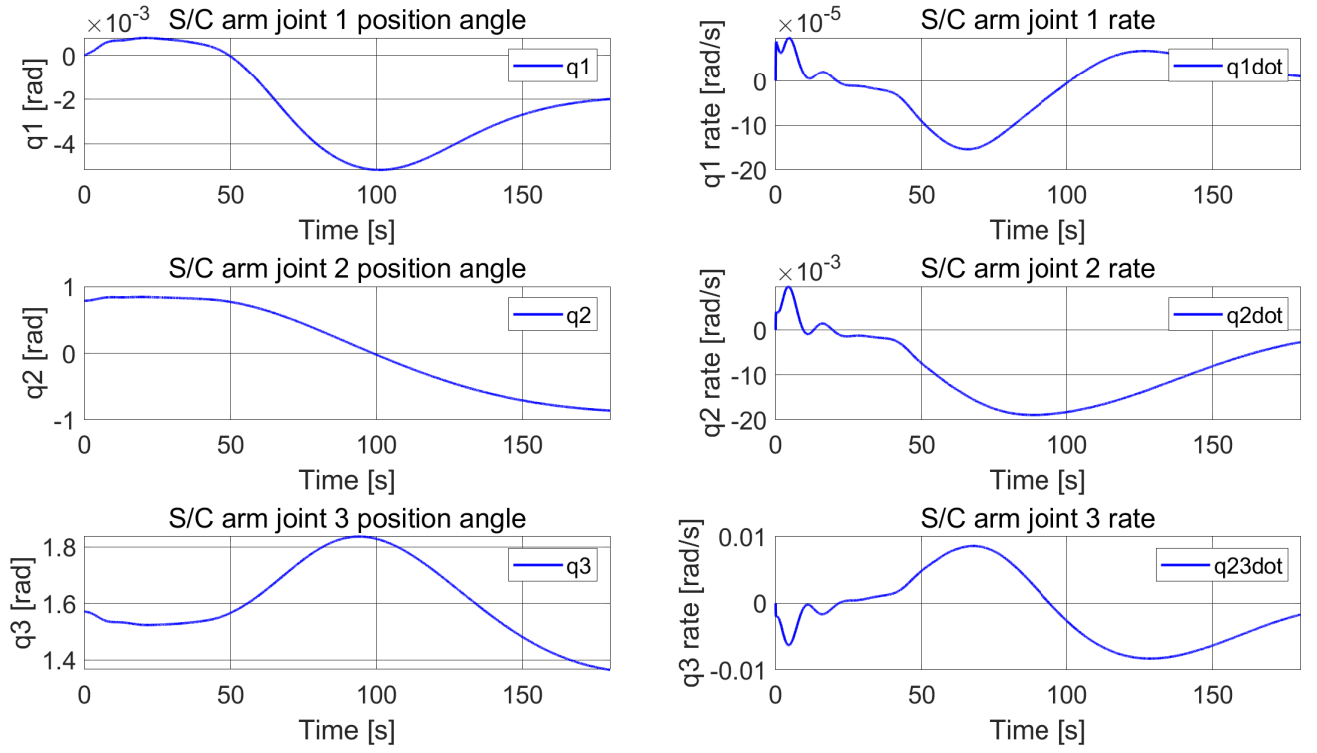 ×10-3
S/C arm joint 1 position angle
0
-2
-4
q1 [rad]
q1
0 50 100 150
Time [s]
×10-5
S/C arm joint 1 rate
0
-10
-20
q1 rate [rad/s]
q1dot
0 50 100 150
Time [s]
S/C arm joint 2 position angle
1
0
-1
q2 [rad]
q2
0 50 100 150
Time [s]
×10-3
S/C arm joint 2 rate
0
-10
-20
q2 rate [rad/s]
q2dot
0 50 100 150
Time [s]
S/C arm joint 3 position angle
1.8
1.6
1.4
q3 [rad]
q3
0 50 100 150
Time [s]
S/C arm joint 3 rate
0.01
0
-0.01
q3 rate [rad/s]
q23dot
0 50 100 150
Time [s]